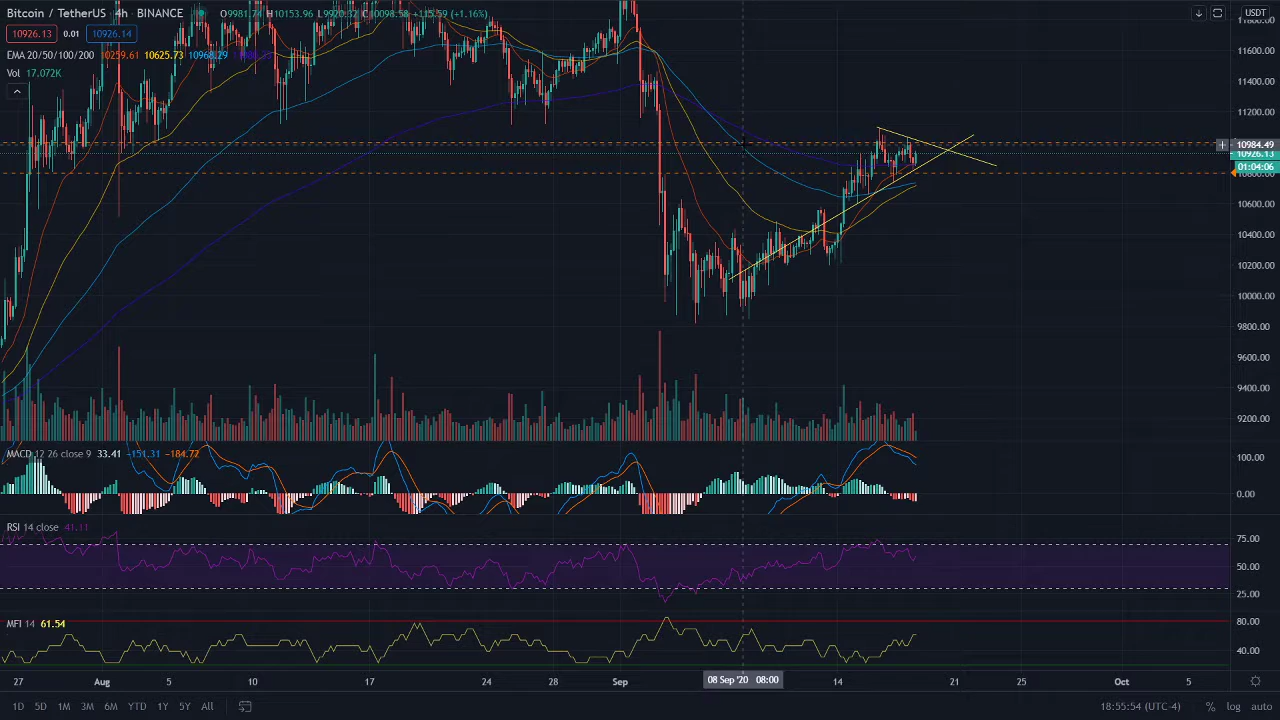 Bitcoin / TetherUS 4h BINANCE O9981.74 H10153.96 L9920.32 C10098.58 +115.59 (+1.16%)
10926.13 0.01 10926.14
EMA 20/50/100/200 10259.61 10625.73 10968.29
Vol 17.072K
USDT
11600.00
11400.00
11200.00
10984.49
10926.13
01:04:06
10600.00
10400.00
10200.00
10000.00
9800.00
9600.00
9400.00
9200.00
MACD 12 26 close 9 33.41 -151.31 -184.72
100.00
0.00
RSI 14 close 41.11
75.00
50.00
25.00
MFI 14 61.54
80.00
40.00
27 Aug 5 10 17 24 28 Sep 08 Sep '20 08:00 14 21 25 Oct 5
1D 5D 1M 3M 6M YTD 1Y 5Y All 18:55:54 (UTC-4) % log auto